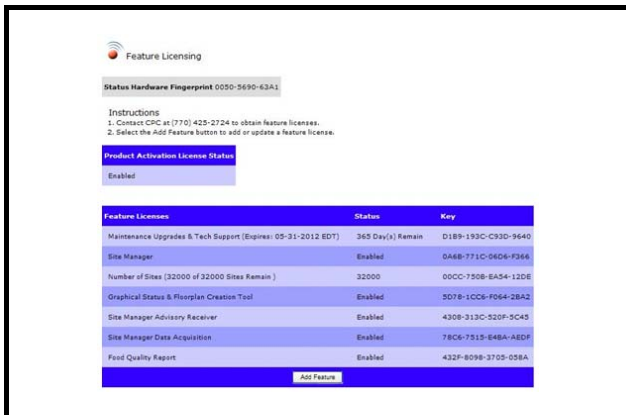 Feature Licensing
Status Hardware Fingerprint 0050-5690-63A1
Instructions
1. Contact CPC at (770) 425-2724 to obtain feature licenses.
2. Select the Add Feature button to add or update a feature license.
Product Activation License Status
Enabled
Feature Licenses Status Key
Maintenance Upgrades & Tech Support (Expires: 05-31-2012 EDT) 365 Day(s) Remain D1B9-193C-C93D-9640
Site Manager Enabled 0A6B-771C-06D6-F366
Number of Sites (32000 of 32000 Sites Remain ) 32000 00CC-750B-EA54-12DE
Graphical Status & Floorplan Creation Tool Enabled 5D7B-1CC6-F064-2BA2
Site Manager Advisory Receiver Enabled 4308-313C-520F-5C45
Site Manager Data Acquisition Enabled 78C6-7515-E4BA-AEDF
Food Quality Report Enabled 432F-8098-3705-058A
Add Feature